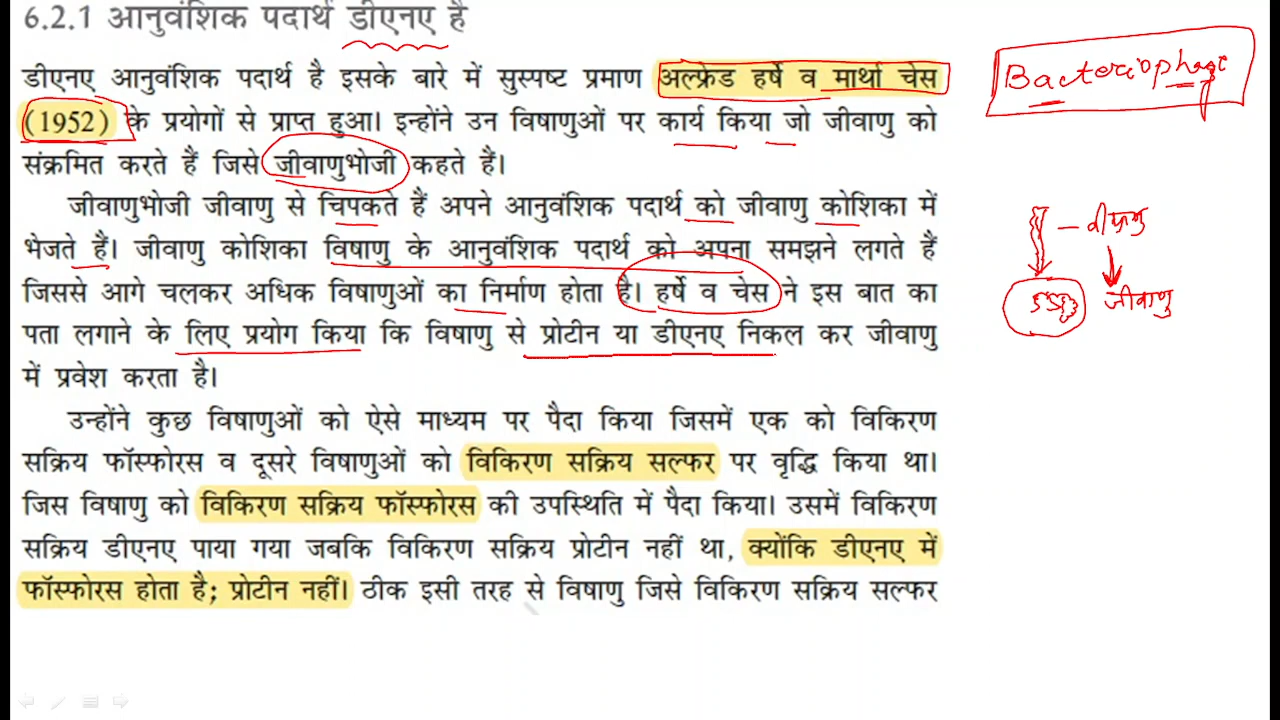 6.2.1 आनुवंशिक पदार्थ डीएनए है
डीएनए आनुवंशिक पदार्थ है इसके बारे में सुस्पष्ट प्रमाण अल्फ्रेड हर्षे व मार्था चेस
(1952) के प्रयोगों से प्राप्त हुआ। इन्होंने उन विषाणुओं पर कार्य किया जो जीवाणु को
संक्रमित करते हैं जिसे जीवाणुभोजी कहते हैं।
जीवाणुभोजी जीवाणु से चिपकते हैं अपने आनुवंशिक पदार्थ को जीवाणु कोशिका में
भेजते हैं। जीवाणु कोशिका विषाणु के आनुवंशिक पदार्थ को अपना समझने लगते हैं
जिससे आगे चलकर अधिक विषाणुओं का निर्माण होता है। हर्षे व चेस ने इस बात का
पता लगाने के लिए प्रयोग किया कि विषाणु से प्रोटीन या डीएनए निकल कर जीवाणु
में प्रवेश करता है।
उन्होंने कुछ विषाणुओं को ऐसे माध्यम पर पैदा किया जिसमें एक को विकिरण
सक्रिय फॉस्फोरस व दूसरे विषाणुओं को विकिरण सक्रिय सल्फर पर वृद्धि किया था।
जिस विषाणु को विकिरण सक्रिय फॉस्फोरस की उपस्थिति में पैदा किया। उसमें विकिरण
सक्रिय डीएनए पाया गया जबकि विकिरण सक्रिय प्रोटीन नहीं था, क्योंकि डीएनए में
फॉस्फोरस होता है; प्रोटीन नहीं। ठीक इसी तरह से विषाणु जिसे विकिरण सक्रिय सल्फर
Bacteriophage
जीवाणु